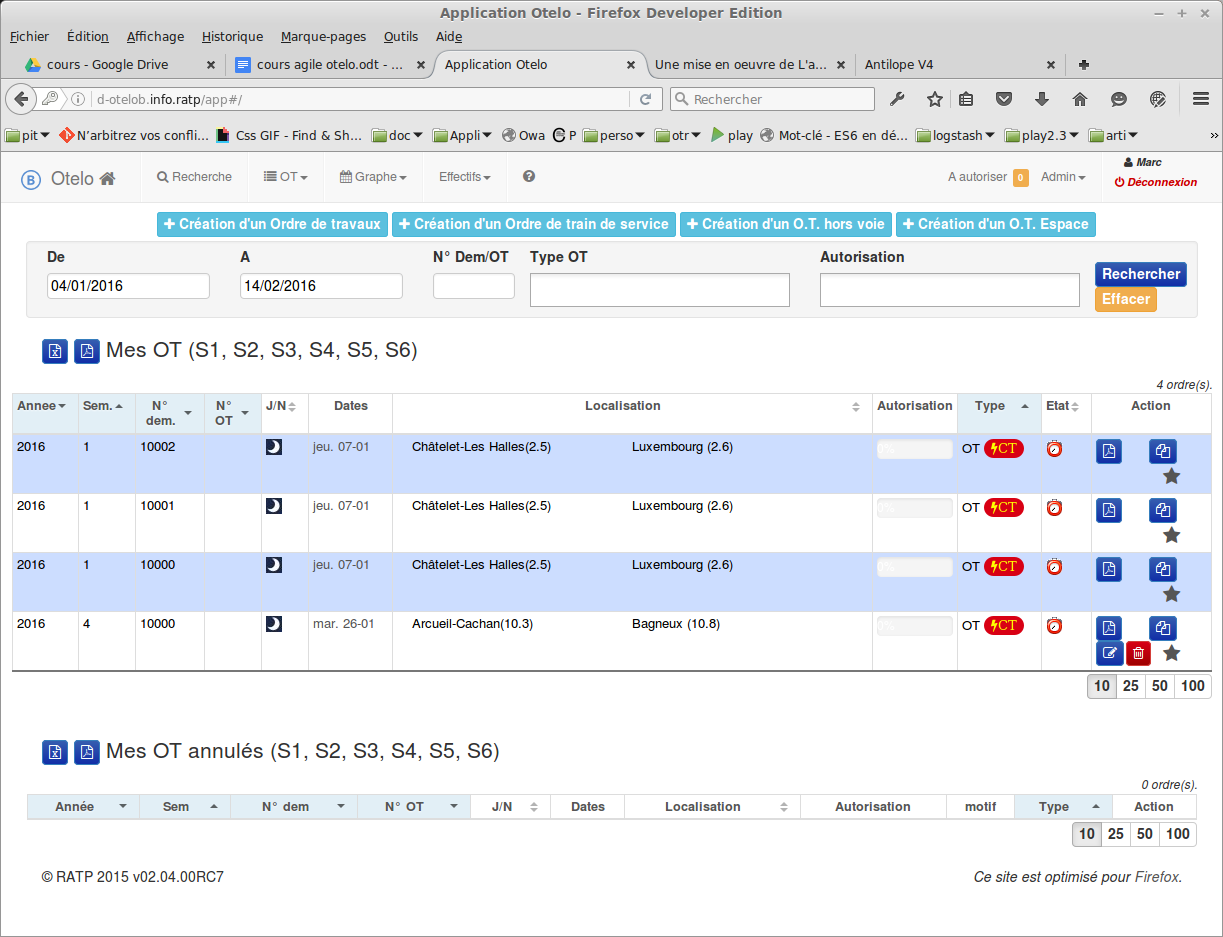 Application Otelo - Firefox Developer Edition
Fichier Édition Affichage Historique Marque-pages Outils Aide
cours - Google Drive cours agile otelo.odt - ... Application Otelo Une mise en oeuvre de L'a... Antilope V4
d-otelob.info.ratp/app#/ Rechercher
pit N'arbitrez vos confli... Css GIF - Find & Sh... doc Appli Owa P perso otr play Mot-clé - ES6 en dé... logstash play2.3 arti »
B Otelo Recherche OT Graphe Effectifs A autoriser 0 Admin Marc
Déconnexion
Création d'un Ordre de travaux Création d'un Ordre de train de service Création d'un O.T. hors voie Création d'un O.T. Espace
De A N° Dem/OT Type OT Autorisation
04/01/2016 14/02/2016 Rechercher
Effacer
Mes OT (S1, S2, S3, S4, S5, S6)
4 ordre(s).
Annee Sem. N° dem. N° OT J/N Dates Localisation Autorisation Type Etat Action
2016 1 10002 jeu. 07-01 Châtelet-Les Halles(2.5) Luxembourg (2.6) 0% OT CT
2016 1 10001 jeu. 07-01 Châtelet-Les Halles(2.5) Luxembourg (2.6) 0% OT CT
2016 1 10000 jeu. 07-01 Châtelet-Les Halles(2.5) Luxembourg (2.6) 0% OT CT
2016 4 10000 mar. 26-01 Arcueil-Cachan(10.3) Bagneux (10.8) 0% OT CT
10 25 50 100
Mes OT annulés (S1, S2, S3, S4, S5, S6)
0 ordre(s).
Année Sem N° dem N° OT J/N Dates Localisation Autorisation motif Type Action
10 25 50 100
© RATP 2015 v02.04.00RC7 Ce site est optimisé pour Firefox.